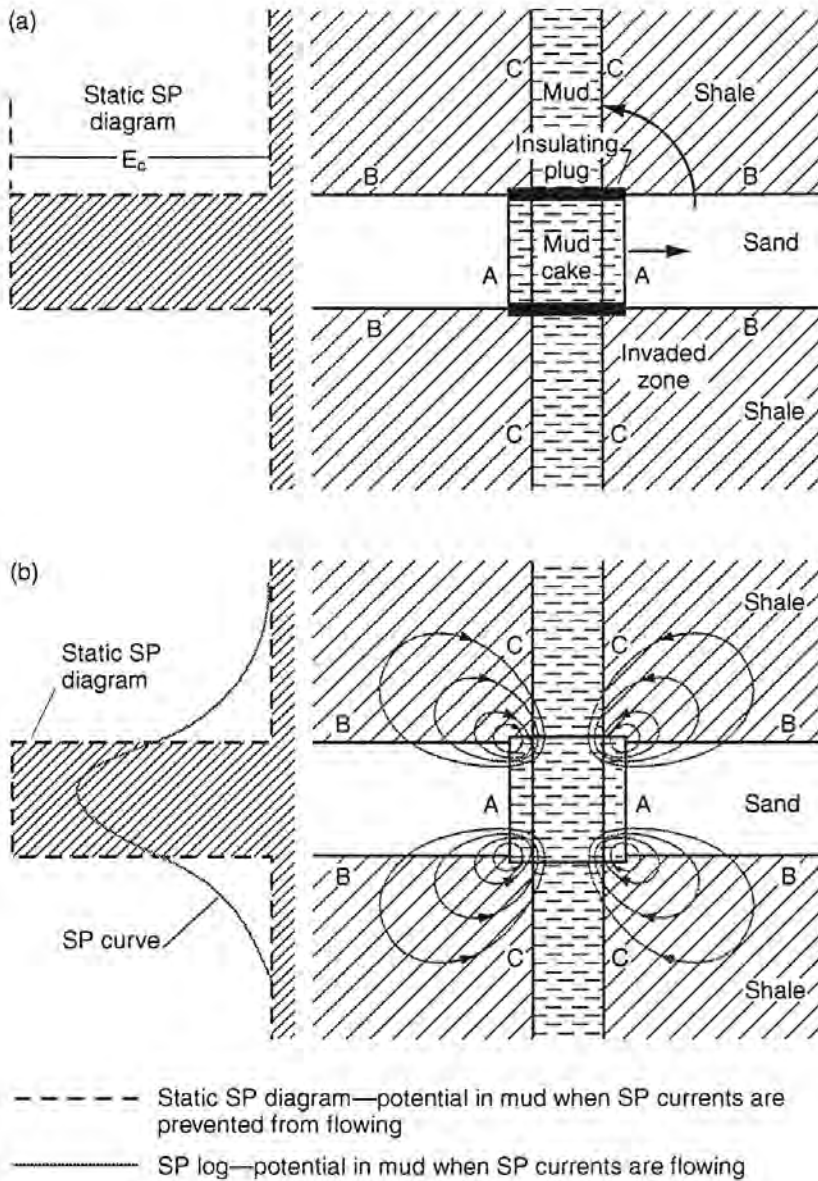 (a)
Static SP
diagram
E_c
C
C
Mud
Shale
Insulating
plug
B
B
Mud
cake
Sand
A
A
B
B
Invaded
zone
Shale
C
C
(b)
Shale
Static SP
diagram
C
C
B
B
A
A
Sand
B
B
SP curve
C
C
Shale
Static SP diagram—potential in mud when SP currents are
prevented from flowing
SP log—potential in mud when SP currents are flowing